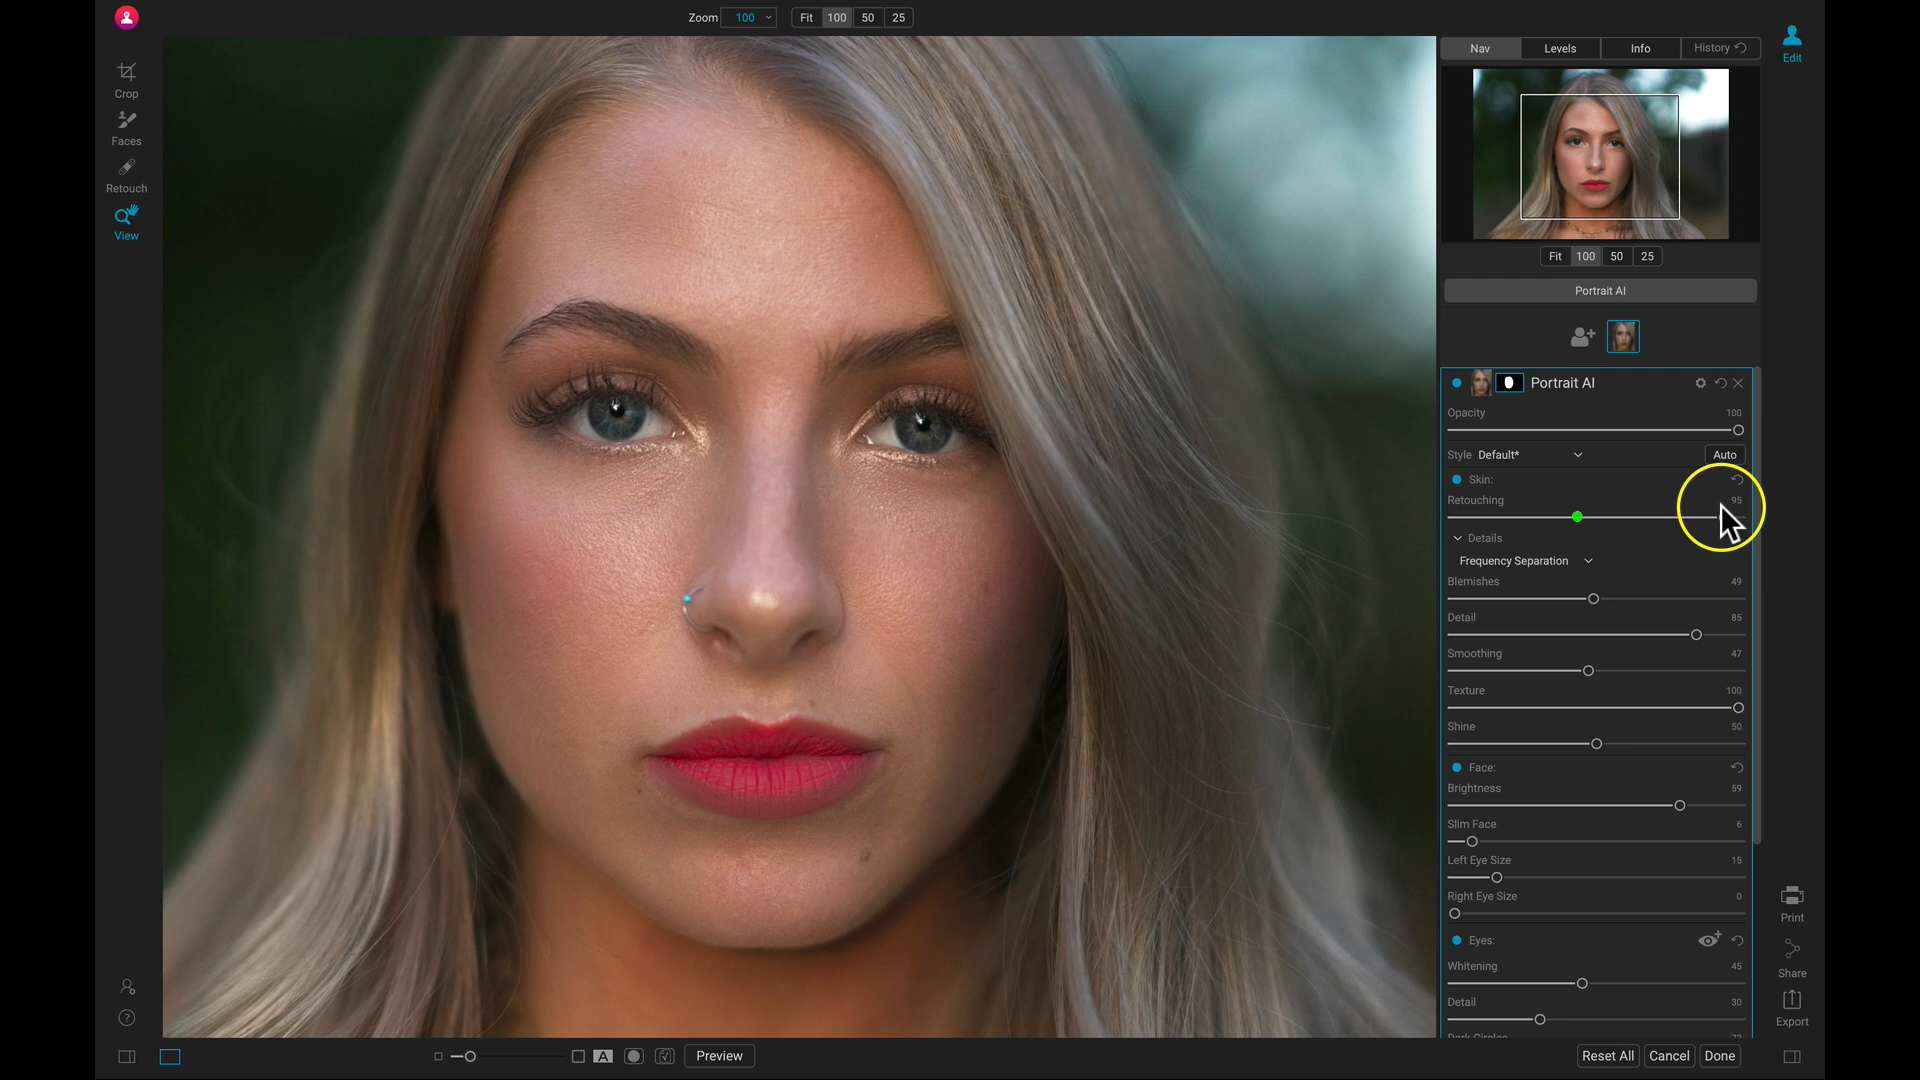 Zoom 100 Fit 100 50 25
Crop
Faces
Retouch
View
Nav Levels Info History
Edit
Fit 100 50 25
Portrait AI
Portrait AI
Opacity 100
Style Default* Auto
Skin:
Retouching 95
Details
Frequency Separation
Blemishes 49
Detail 85
Smoothing 47
Texture 100
Shine 50
Face:
Brightness 59
Slim Face 6
Left Eye Size 15
Right Eye Size 0
Eyes:
Whitening 45
Detail 30
Print
Share
Export
?
A Preview
Reset All Cancel Done